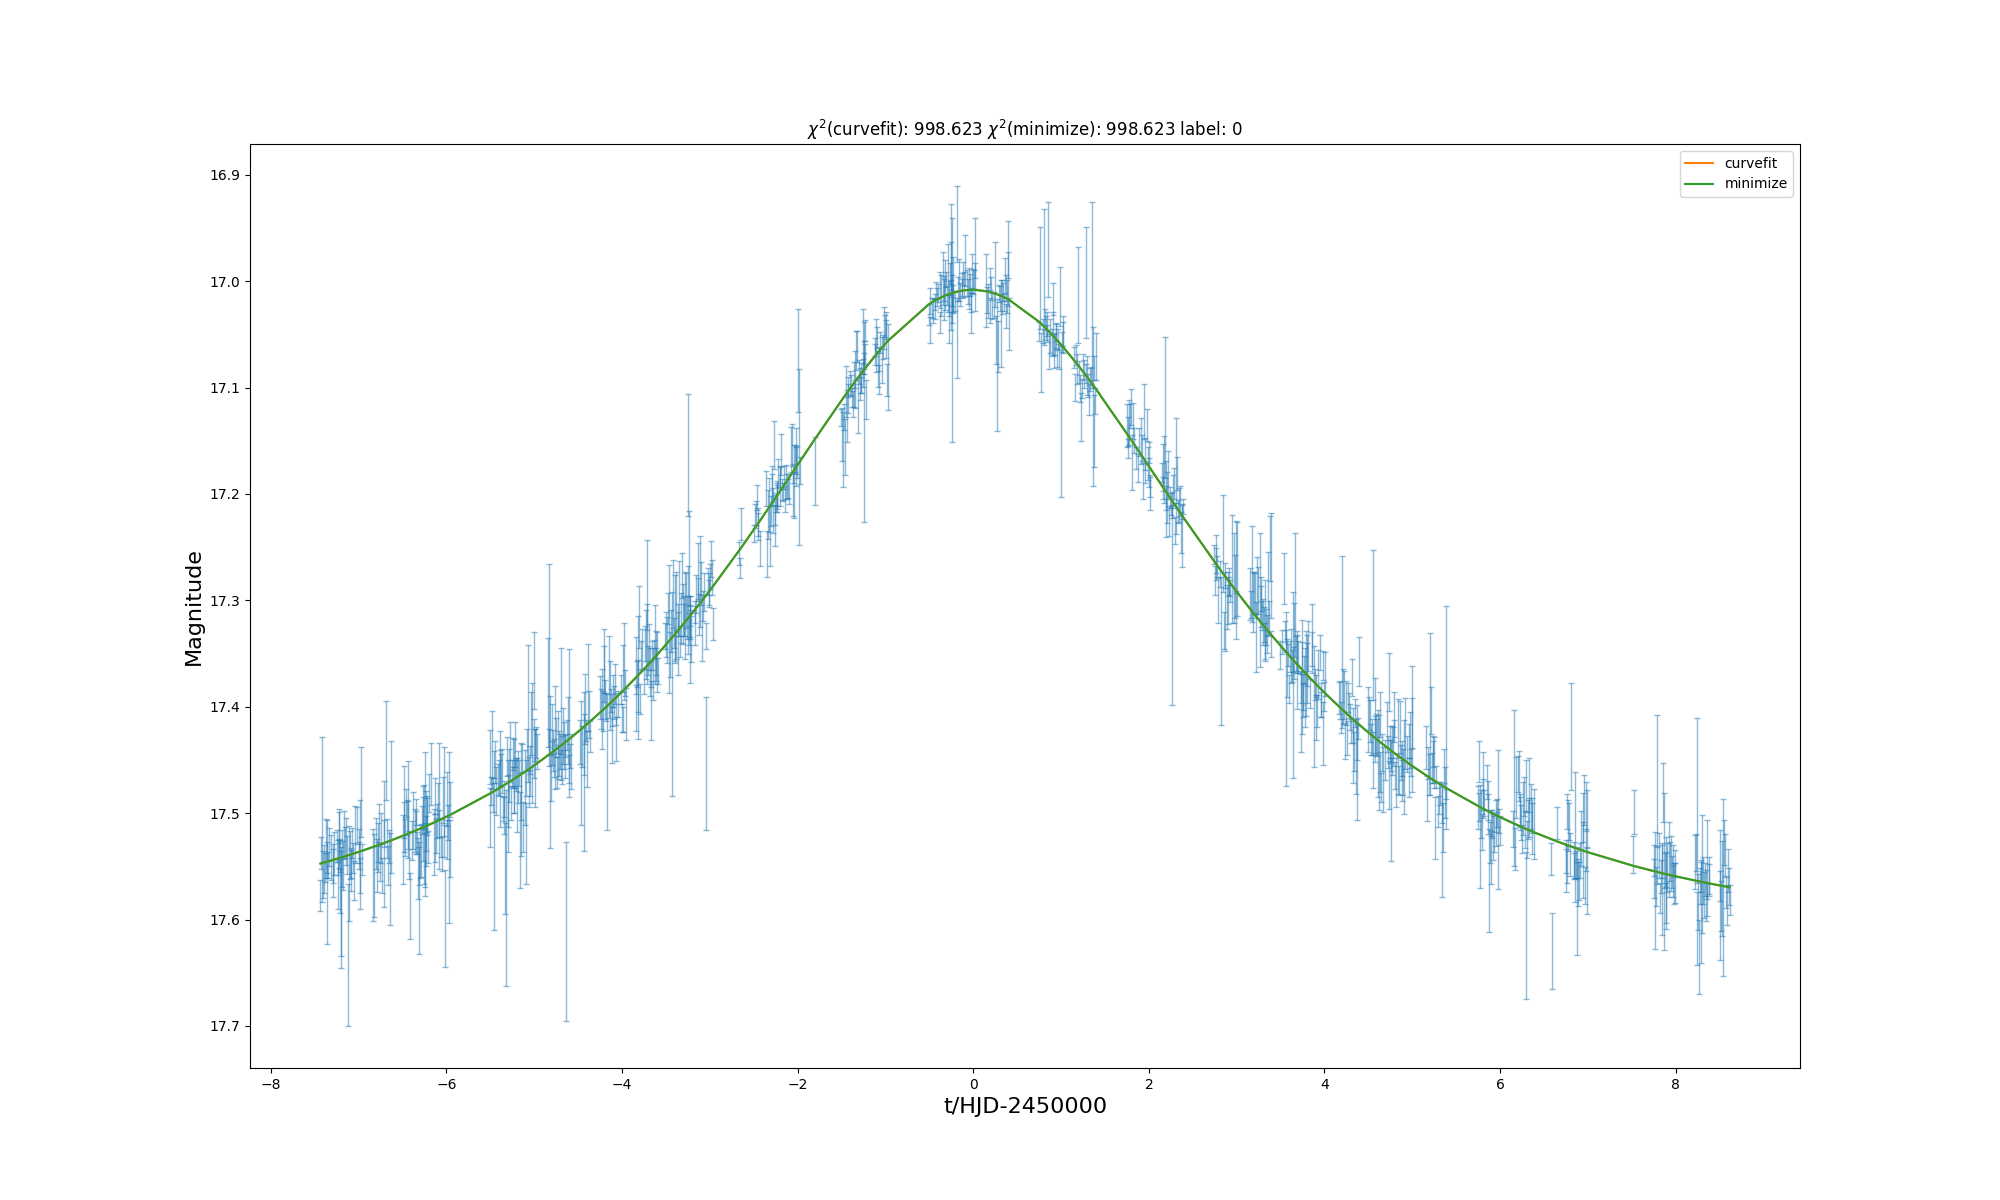 χ²(curvefit): 998.623 χ²(minimize): 998.623 label: 0
curvefit
minimize
16.9
17.0
17.1
17.2
17.3
17.4
17.5
17.6
17.7
Magnitude
−8 −6 −4 −2 0 2 4 6 8
t/HJD-2450000